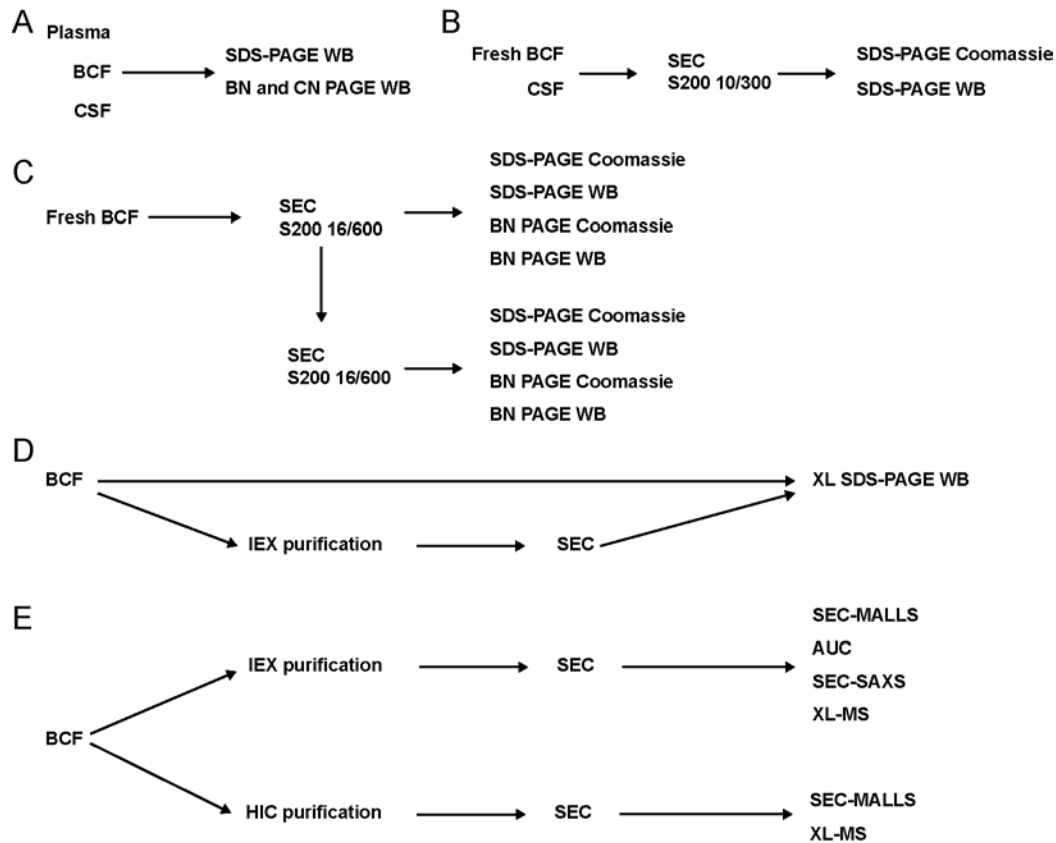 A
Plasma
BCF
CSF
SDS-PAGE WB
BN and CN PAGE WB
B
Fresh BCF
CSF
SEC
S200 10/300
SDS-PAGE Coomassie
SDS-PAGE WB
C
Fresh BCF
SEC
S200 16/600
SDS-PAGE Coomassie
SDS-PAGE WB
BN PAGE Coomassie
BN PAGE WB
SEC
S200 16/600
SDS-PAGE Coomassie
SDS-PAGE WB
BN PAGE Coomassie
BN PAGE WB
D
BCF
XL SDS-PAGE WB
IEX purification
SEC
E
BCF
IEX purification
SEC
SEC-MALLS
AUC
SEC-SAXS
XL-MS
HIC purification
SEC
SEC-MALLS
XL-MS